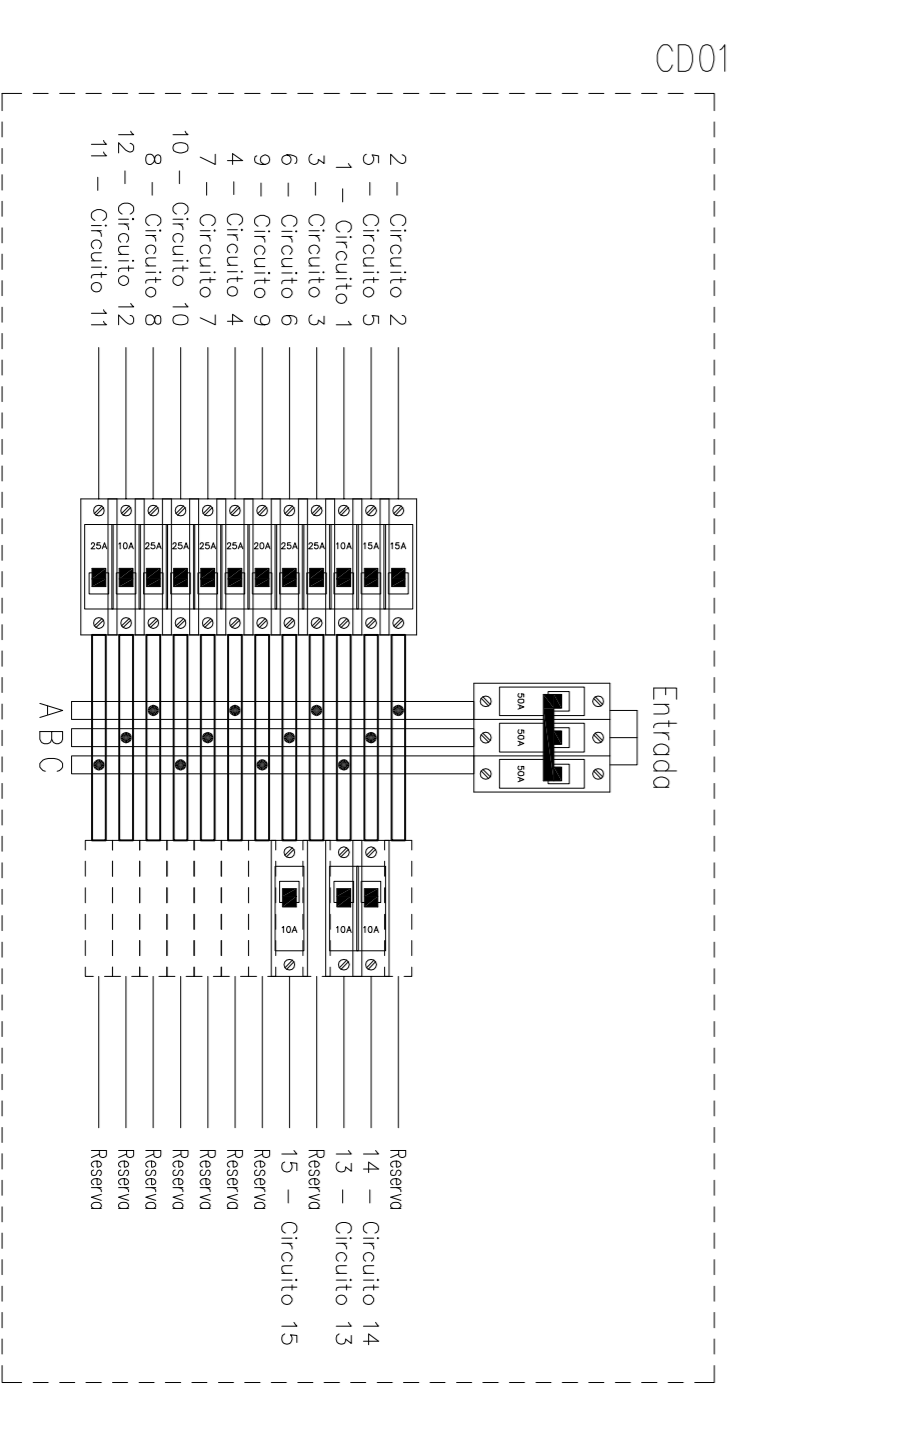 CD01
11 - Circuito 11
12 - Circuito 12
8 - Circuito 8
10 - Circuito 10
7 - Circuito 7
4 - Circuito 4
9 - Circuito 9
6 - Circuito 6
3 - Circuito 3
1 - Circuito 1
5 - Circuito 5
2 - Circuito 2
25A 10A 25A 25A 25A 25A 20A 25A 25A 10A 15A 15A
Entrada
50A
50A
50A
A
B
C
10A 10A 10A
Reserva
Reserva
Reserva
Reserva
Reserva
Reserva
Reserva
15 - Circuito 15
Reserva
13 - Circuito 13
14 - Circuito 14
Reserva